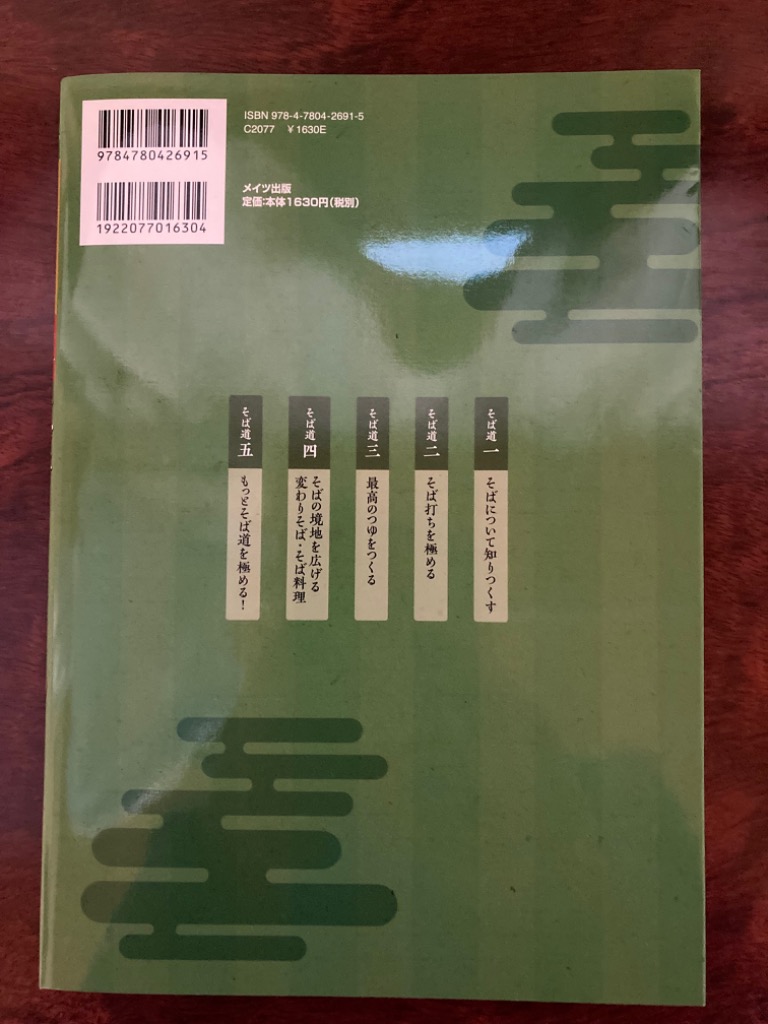 ISBN 978-4-7804-2691-5
C2077 ¥1630E
9784780426915
メイツ出版
定価:本体1630円(税別)
1922077016304
そば道 一
そばについて知りつくす
そば道 二
そば打ちを極める
そば道 三
最高のつゆをつくる
そば道 四
そばの境地を広げる
変わりそば・そば料理
そば道 五
もっとそば道を極める!